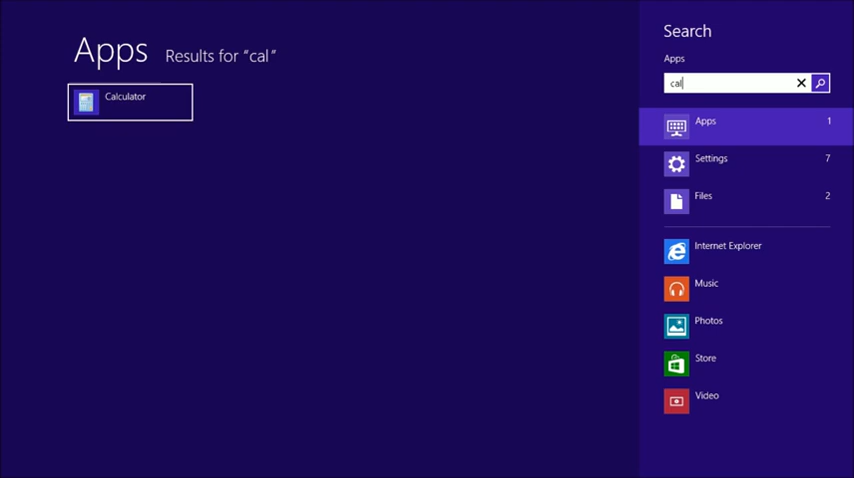 Apps Results for “cal”
Calculator
Search
Apps
cal
Apps 1
Settings 7
Files 2
Internet Explorer
Music
Photos
Store
Video